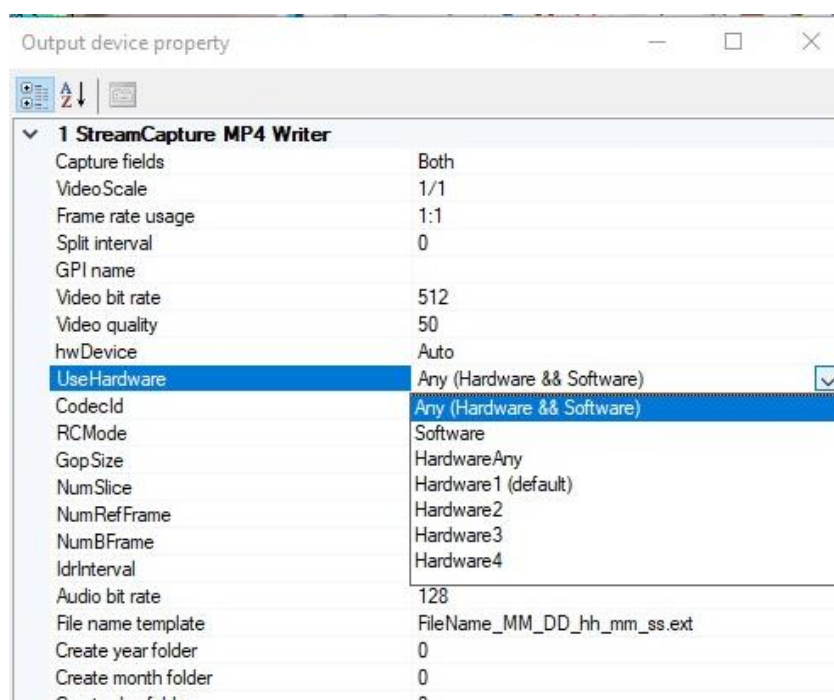 Output device property
1 StreamCapture MP4 Writer
Capture fields Both
VideoScale 1/1
Frame rate usage 1:1
Split interval 0
GPI name
Video bit rate 512
Video quality 50
hwDevice Auto
UseHardware Any (Hardware && Software)
CodecId Any (Hardware && Software)
RCMode Software
GopSize HardwareAny
NumSlice Hardware1 (default)
NumRefFrame Hardware2
NumBFrame Hardware3
IdrInterval Hardware4
Audio bit rate 128
File name template FileName_MM_DD_hh_mm_ss.ext
Create year folder 0
Create month folder 0